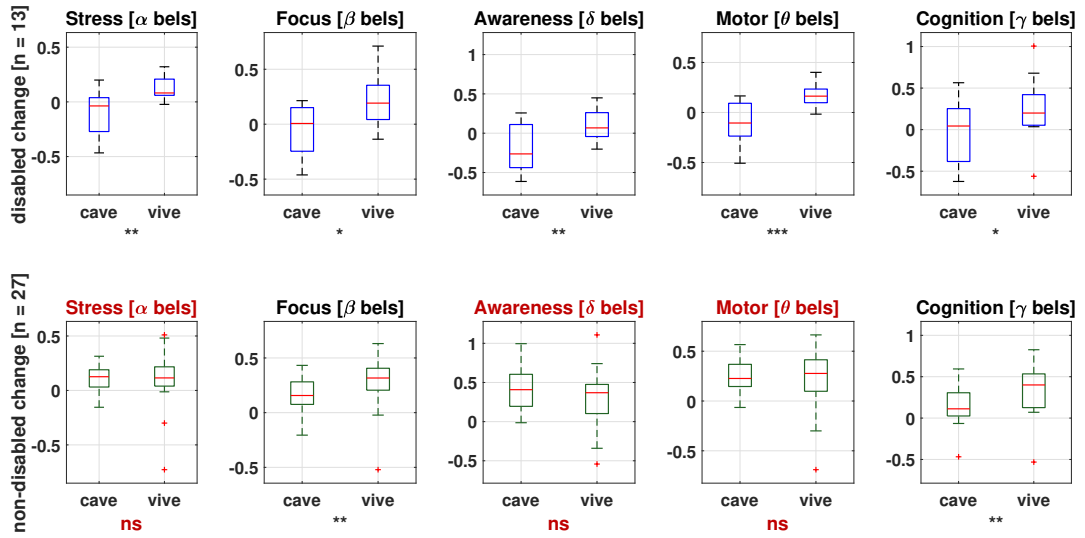 disabled change [n = 13]
Stress [α bels]
0.5
0
-0.5
cave vive
**
Focus [β bels]
0.5
0
-0.5
cave vive
*
Awareness [δ bels]
1
0.5
0
-0.5
cave vive
**
Motor [θ bels]
0.5
0
-0.5
cave vive
***
Cognition [γ bels]
1
0.5
0
-0.5
cave vive
*
non-disabled change [n = 27]
Stress [α bels]
0.5
0
-0.5
cave vive
ns
Focus [β bels]
0.5
0
-0.5
cave vive
**
Awareness [δ bels]
1
0.5
0
-0.5
cave vive
ns
Motor [θ bels]
0.5
0
-0.5
cave vive
ns
Cognition [γ bels]
1
0.5
0
-0.5
cave vive
**